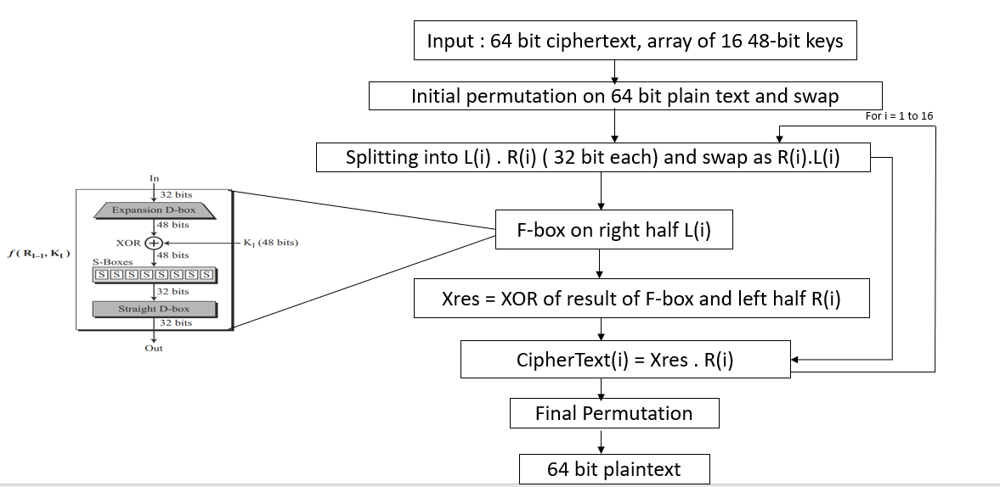 Input : 64 bit ciphertext, array of 16 48-bit keys
Initial permutation on 64 bit plain text and swap
For i = 1 to 16
Splitting into L(i) . R(i) ( 32 bit each) and swap as R(i).L(i)
F-box on right half L(i)
Xres = XOR of result of F-box and left half R(i)
CipherText(i) = Xres . R(i)
Final Permutation
64 bit plaintext
In
32 bits
Expansion D-box
48 bits
XOR
K_I (48 bits)
f( R_I–1, K_I )
48 bits
S-Boxes
S S S S S S S S
32 bits
Straight D-box
32 bits
Out